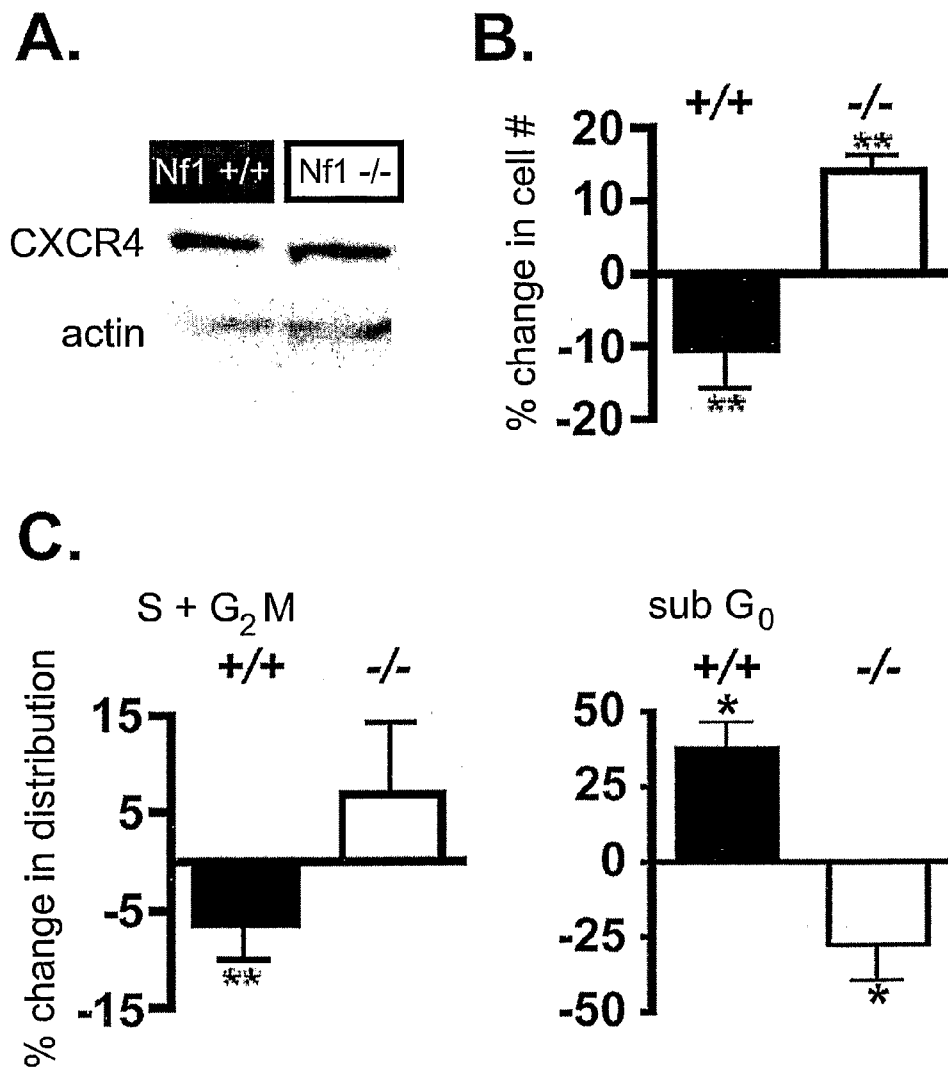 A.
Nf1 +/+ Nf1 -/-
CXCR4
actin
B.
+/+ -/-
% change in cell #
20
10
0
-10
-20
**
**
C.
S + G2M
+/+ -/-
% change in distribution
15
5
-5
-15
**
sub G0
+/+ -/-
50
25
0
-25
-50
*
*